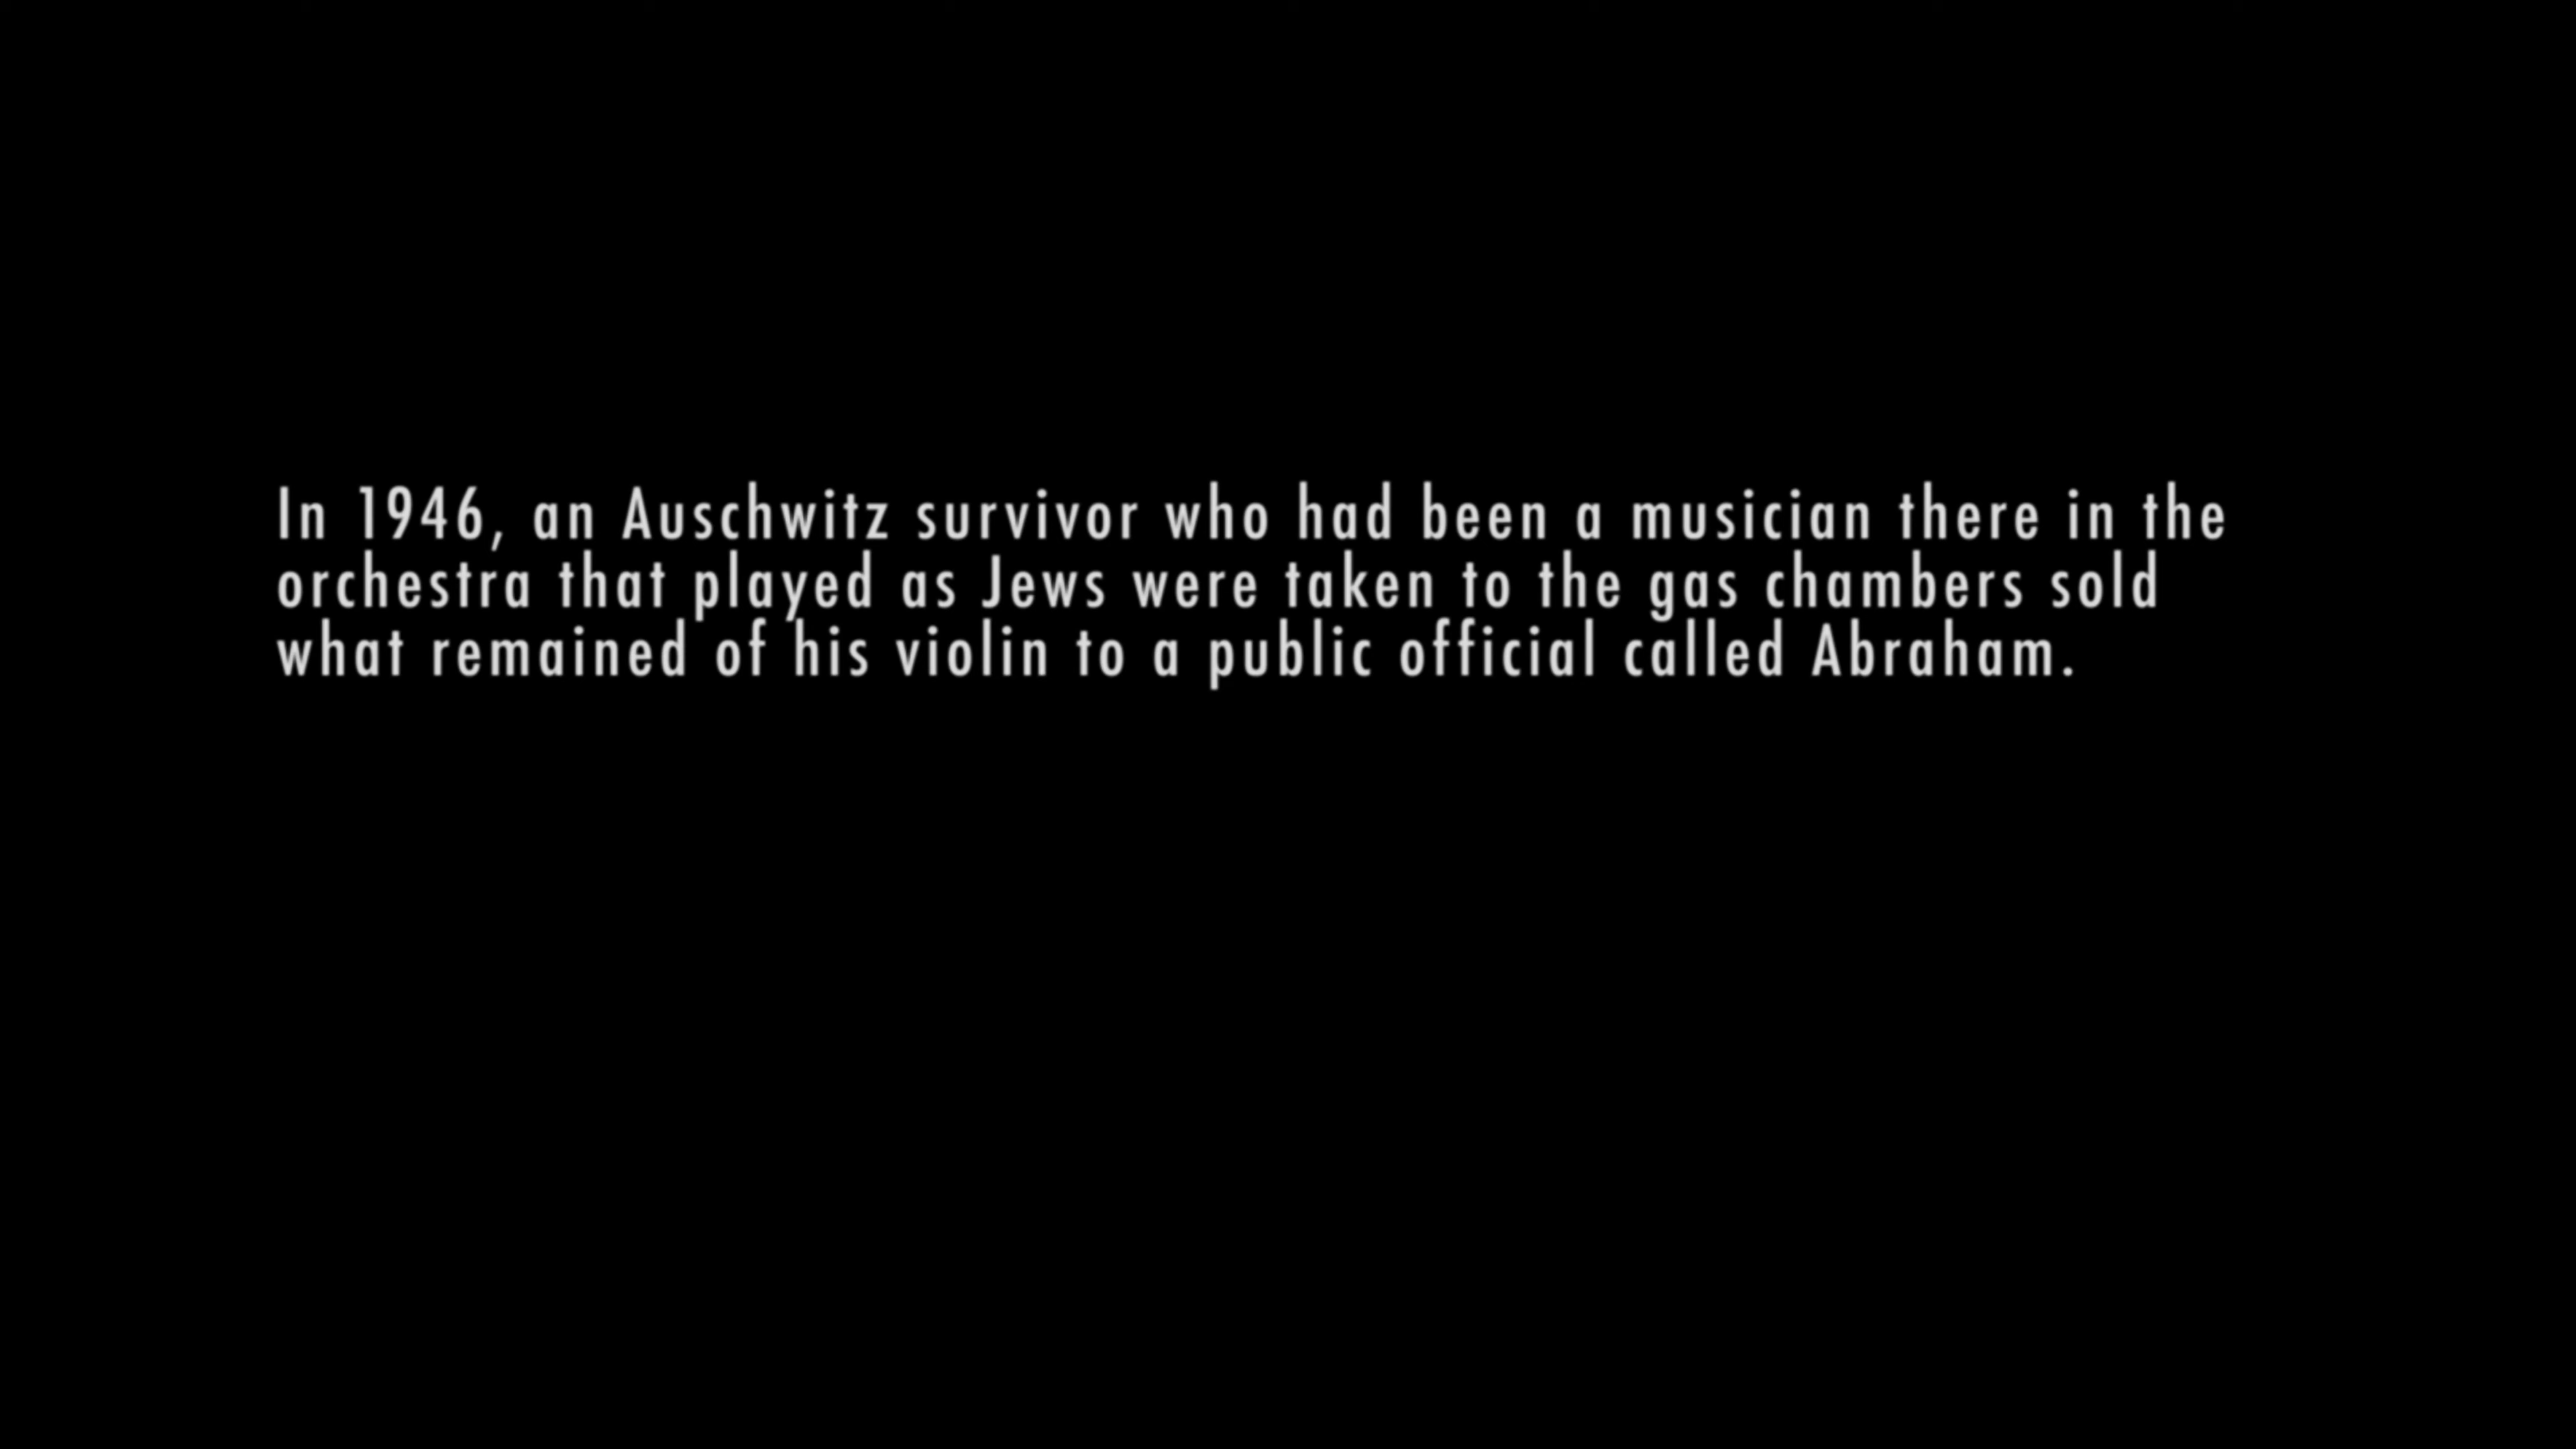 In 1946, an Auschwitz survivor who had been a musician there in the
orchestra that played as Jews were taken to the gas chambers sold
what remained of his violin to a public official called Abraham.